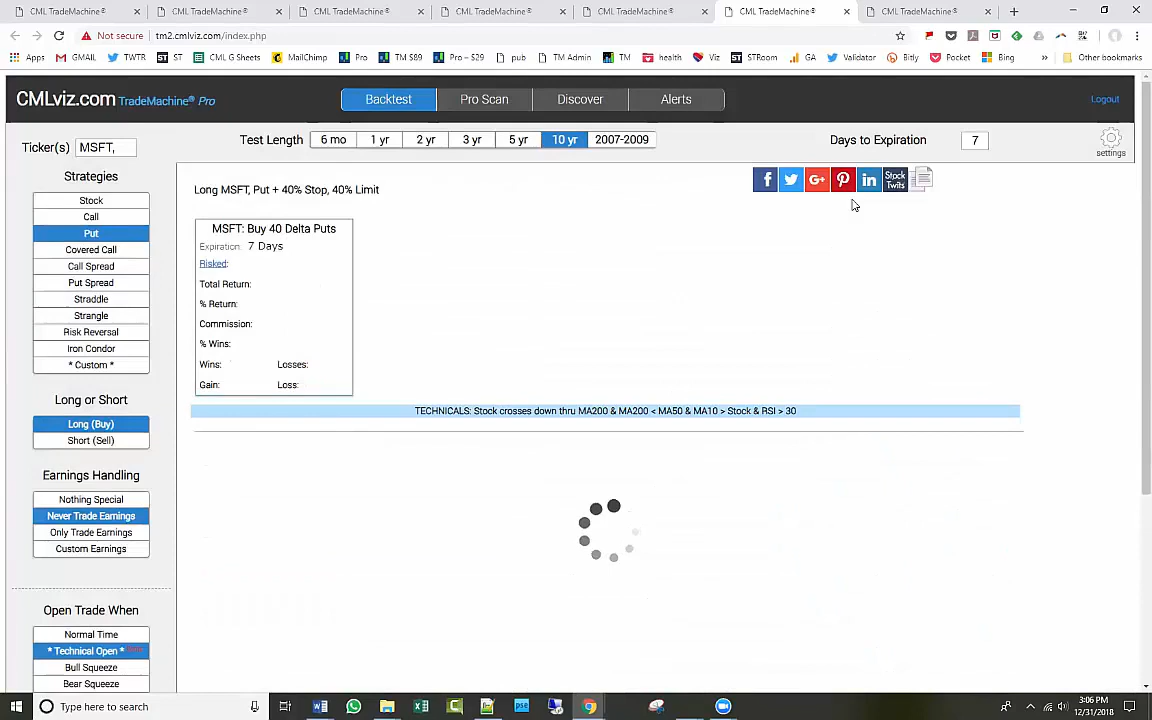 CML TradeMachine® CML TradeMachine® CML TradeMachine® CML TradeMachine® CML TradeMachine® CML TradeMachine® CML TradeMachine®
Not secure tm2.cmlviz.com/index.php
Apps GMAIL TWTR ST CML G Sheets MailChimp Pro TM $89 Pro – $29 pub TM Admin TM health Viz STRoom GA Validator Bitly Pocket Bing » Other bookmarks
CMLviz.com TradeMachine® Pro Backtest Pro Scan Discover Alerts Logout
Ticker(s) MSFT, Test Length 6 mo 1 yr 2 yr 3 yr 5 yr 10 yr 2007-2009 Days to Expiration 7
settings
Strategies
Stock
Call
Put
Covered Call
Call Spread
Put Spread
Straddle
Strangle
Risk Reversal
Iron Condor
* Custom *
Long or Short
Long (Buy)
Short (Sell)
Earnings Handling
Nothing Special
Never Trade Earnings
Only Trade Earnings
Custom Earnings
Open Trade When
Normal Time
* Technical Open *
Bull Squeeze
Bear Squeeze
Long MSFT, Put + 40% Stop, 40% Limit
f G+ in Stock Twits
MSFT: Buy 40 Delta Puts
Expiration: 7 Days
Risked:
Total Return:
% Return:
Commission:
% Wins:
Wins: Losses:
Gain: Loss:
TECHNICALS: Stock crosses down thru MA200 & MA200 < MA50 & MA10 > Stock & RSI > 30
Type here to search
pse
3:06 PM
12/31/2018